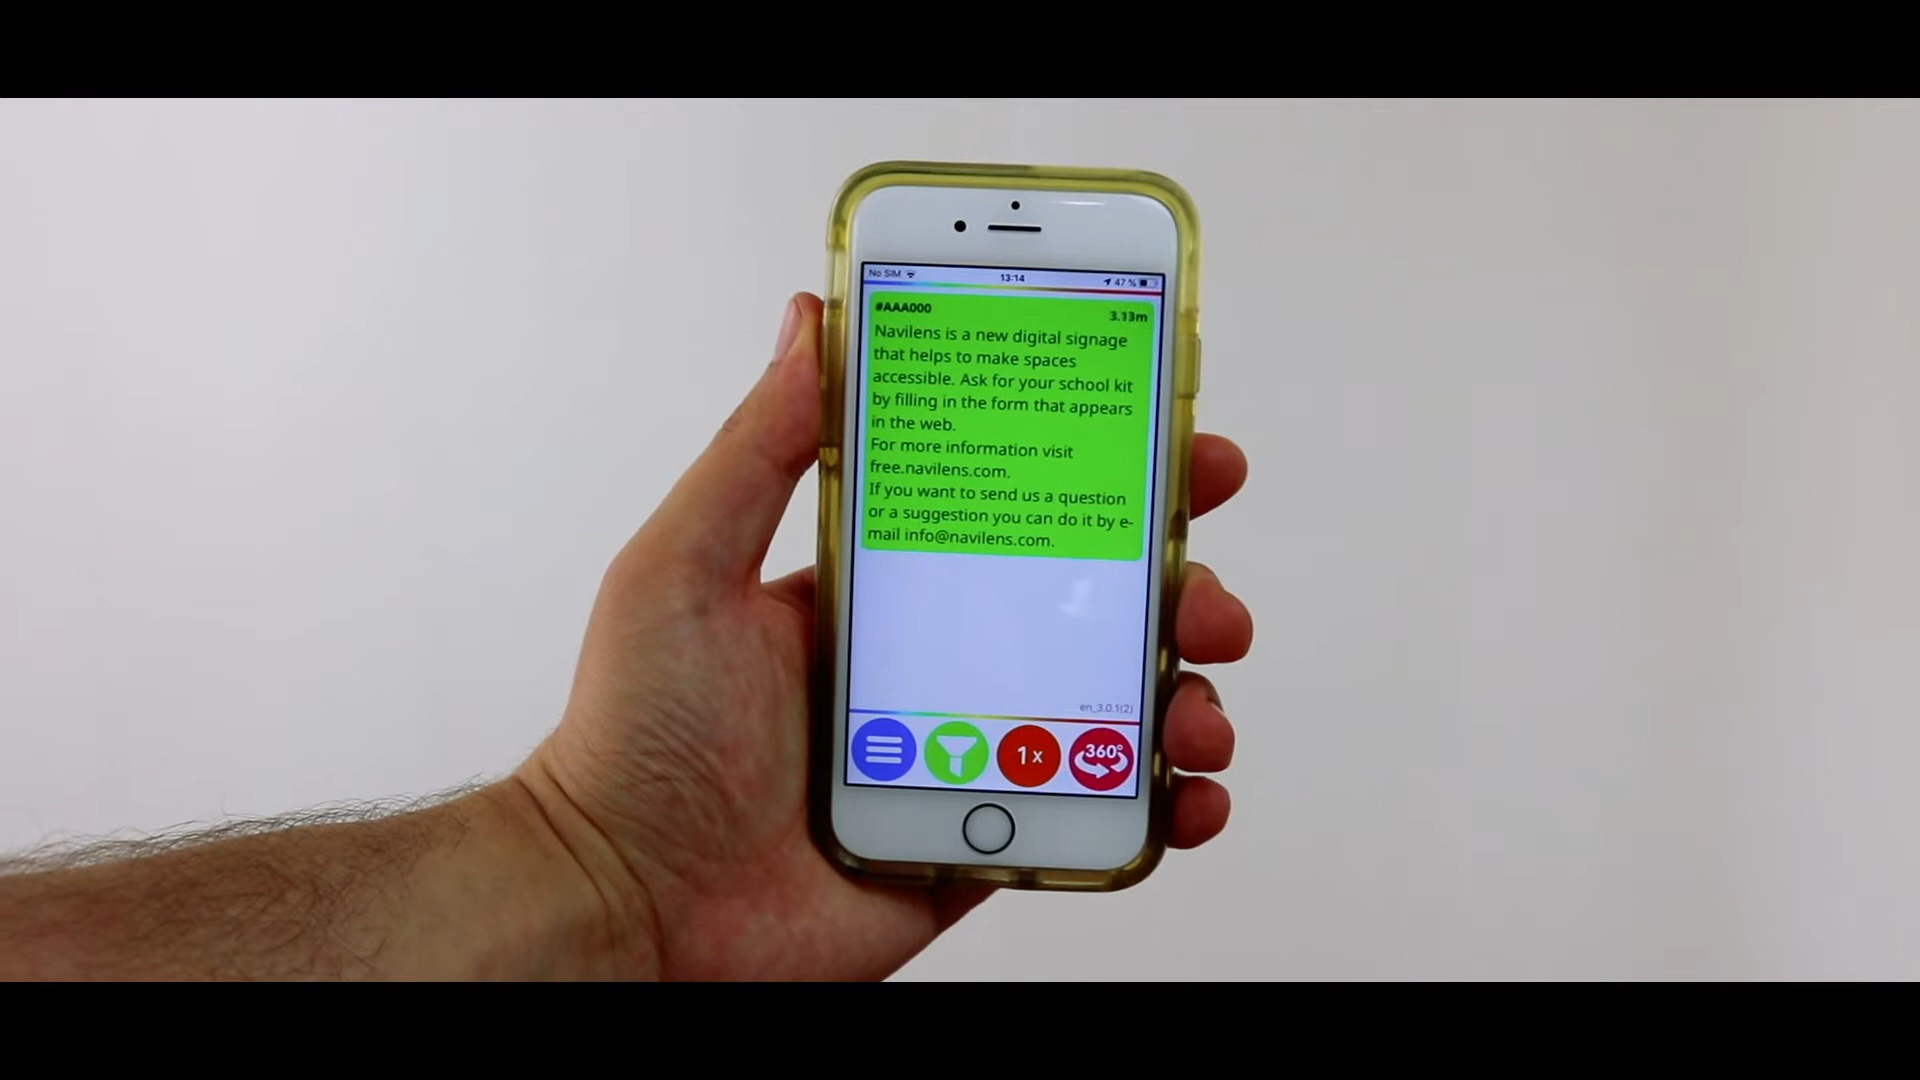 No SIM 13:14 47 %
#AAA000 3.13m
Navilens is a new digital signage
that helps to make spaces
accessible. Ask for your school kit
by filling in the form that appears
in the web.
For more information visit
free.navilens.com.
If you want to send us a question
or a suggestion you can do it by e-
mail info@navilens.com.
en_3.0.1(2)
1x 360°